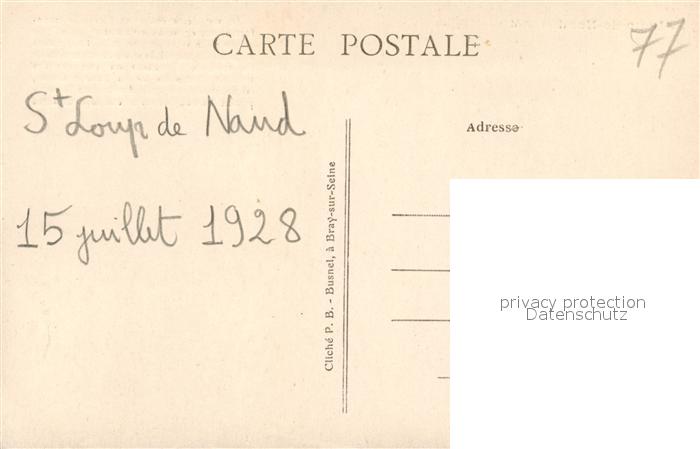 CARTE POSTALE
77
St Loup de Naud
15 juillet 1928
Adresse
Cliché P. B. - Busnel, à Bray-sur-Seine
privacy protection
Datenschutz